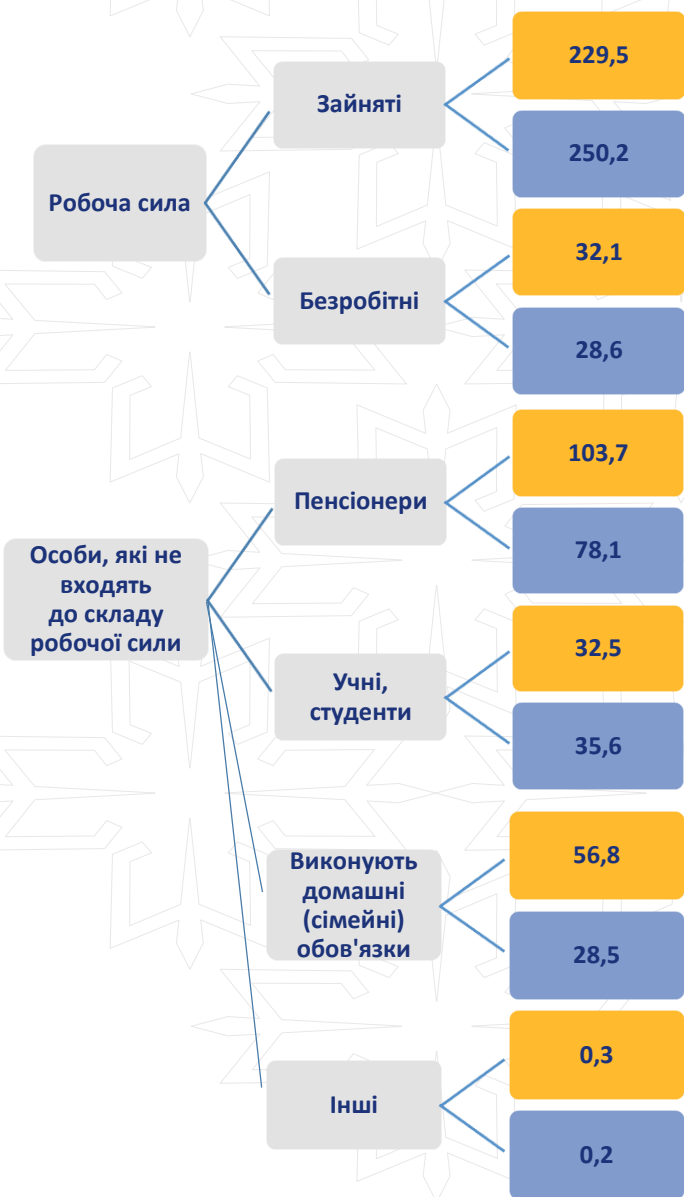 Робоча сила
Зайняті
229,5
250,2
Безробітні
32,1
28,6
Особи, які не
входять
до складу
робочої сили
Пенсіонери
103,7
78,1
Учні,
студенти
32,5
35,6
Виконують
домашні
(сімейні)
обов'язки
56,8
28,5
Інші
0,3
0,2